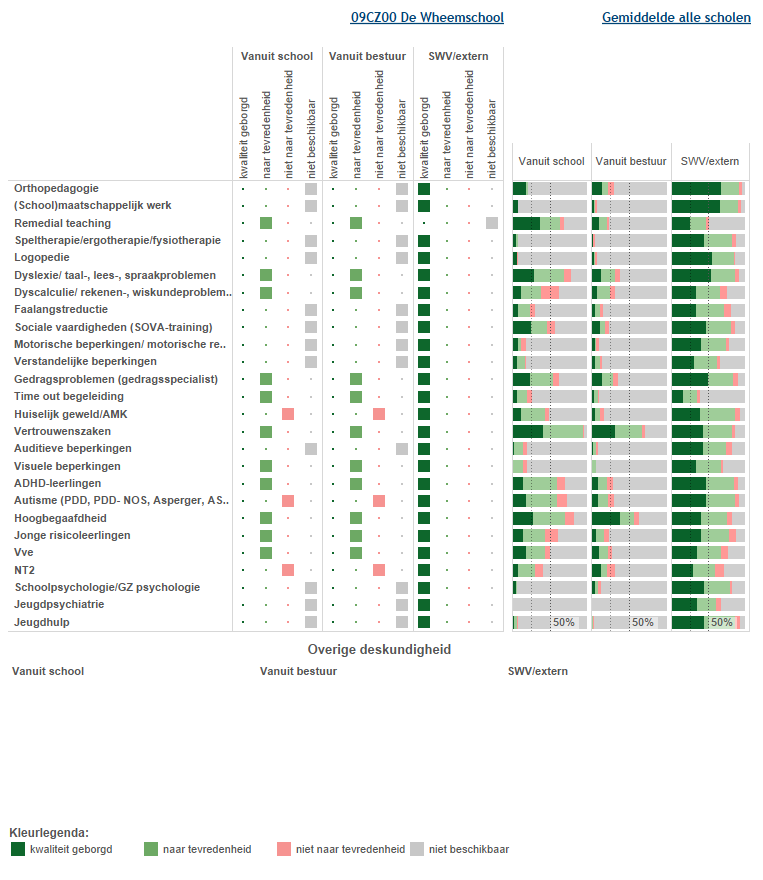 09CZ00 De Wheemschool
Gemiddelde alle scholen
Vanuit school Vanuit bestuur SWV/extern
kwaliteit geborgd
naar tevredenheid
niet naar tevredenheid
niet beschikbaar
kwaliteit geborgd
naar tevredenheid
niet naar tevredenheid
niet beschikbaar
kwaliteit geborgd
naar tevredenheid
niet naar tevredenheid
niet beschikbaar
Vanuit school Vanuit bestuur SWV/extern
Orthopedagogie
(School)maatschappelijk werk
Remedial teaching
Speltherapie/ergotherapie/fysiotherapie
Logopedie
Dyslexie/ taal-, lees-, spraakproblemen
Dyscalculie/ rekenen-, wiskundeproblem..
Faalangstreductie
Sociale vaardigheden (SOVA-training)
Motorische beperkingen/ motorische re..
Verstandelijke beperkingen
Gedragsproblemen (gedragsspecialist)
Time out begeleiding
Huiselijk geweld/AMK
Vertrouwenszaken
Auditieve beperkingen
Visuele beperkingen
ADHD-leerlingen
Autisme (PDD, PDD- NOS, Asperger, AS..
Hoogbegaafdheid
Jonge risicoleerlingen
Vve
NT2
Schoolpsychologie/GZ psychologie
Jeugdpsychiatrie
Jeugdhulp 50% 50% 50%
Overige deskundigheid
Vanuit school Vanuit bestuur SWV/extern
Kleurlegenda:
kwaliteit geborgd naar tevredenheid niet naar tevredenheid niet beschikbaar